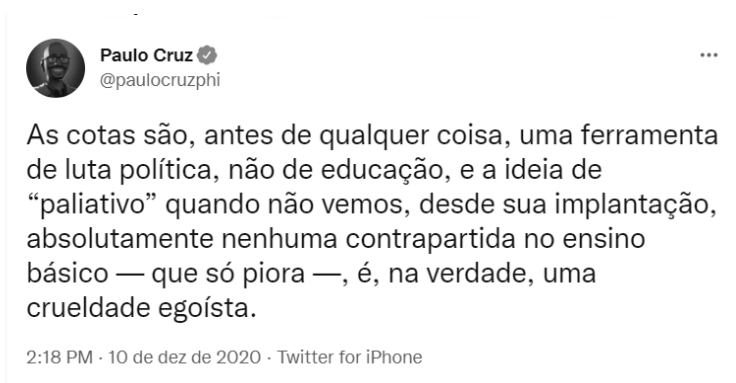 Paulo Cruz
@paulocruzphi
As cotas são, antes de qualquer coisa, uma ferramenta
de luta política, não de educação, e a ideia de
“paliativo” quando não vemos, desde sua implantação,
absolutamente nenhuma contrapartida no ensino
básico — que só piora —, é, na verdade, uma
crueldade egoísta.
2:18 PM · 10 de dez de 2020 · Twitter for iPhone